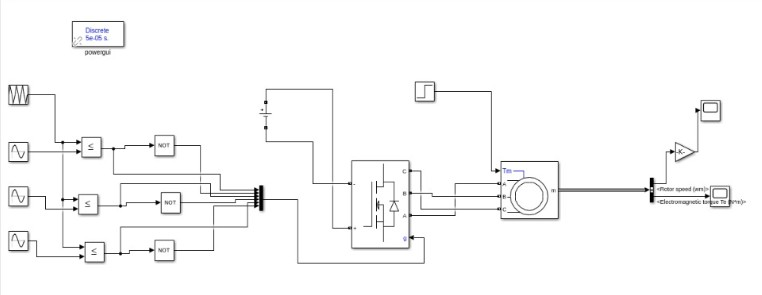 Discrete
5e-05 s.
powergui
≤
NOT
≤
NOT
≤
NOT
+
-
+
C
B
A
g
Tm
A
B
C
m
-K-
<Rotor speed (wm)>
<Electromagnetic torque Te (N*m)>